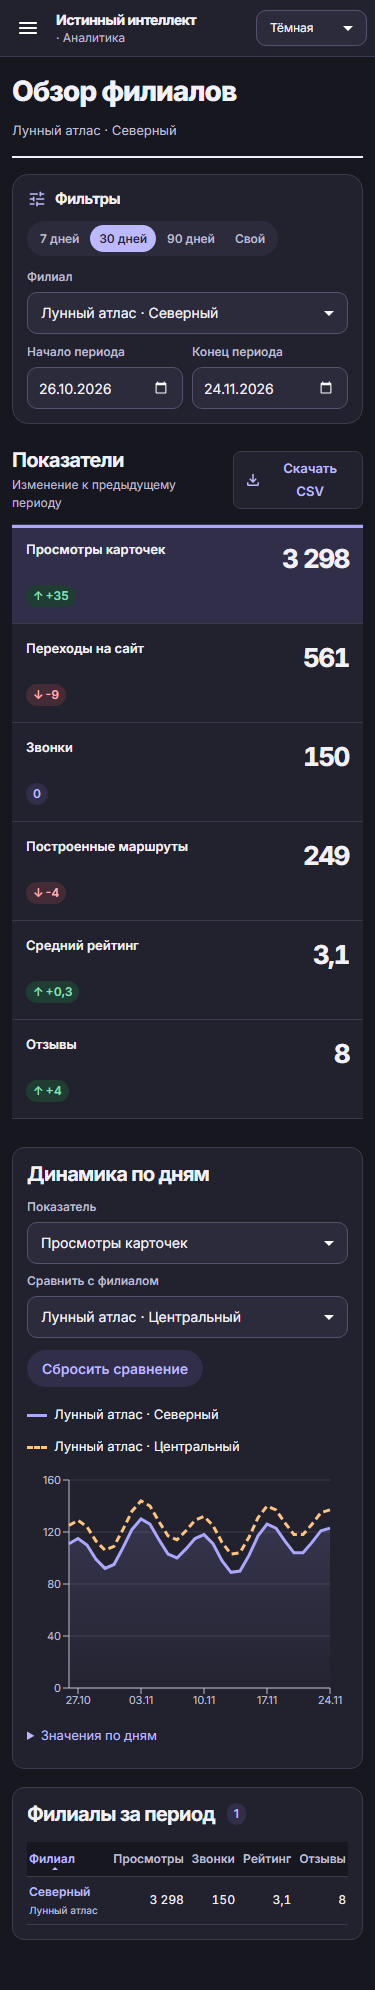 Истинный интеллект
· Аналитика
Тёмная
Обзор филиалов
Лунный атлас · Северный
Фильтры
7 дней 30 дней 90 дней Свой
Филиал
Лунный атлас · Северный
Начало периода Конец периода
26.10.2026 24.11.2026
Показатели
Изменение к предыдущему
периоду
Скачать
CSV
Просмотры карточек
3 298
↑ +35
Переходы на сайт
561
↓ -9
Звонки
150
0
Построенные маршруты
249
↓ -4
Средний рейтинг
3,1
↑ +0,3
Отзывы
8
↑ +4
Динамика по дням
Показатель
Просмотры карточек
Сравнить с филиалом
Лунный атлас · Центральный
Сбросить сравнение
Лунный атлас · Северный
Лунный атлас · Центральный
160
120
80
40
0
27.10 03.11 10.11 17.11 24.11
Значения по дням
Филиалы за период 1
Филиал Просмотры Звонки Рейтинг Отзывы
Северный 3 298 150 3,1 8
Лунный атлас